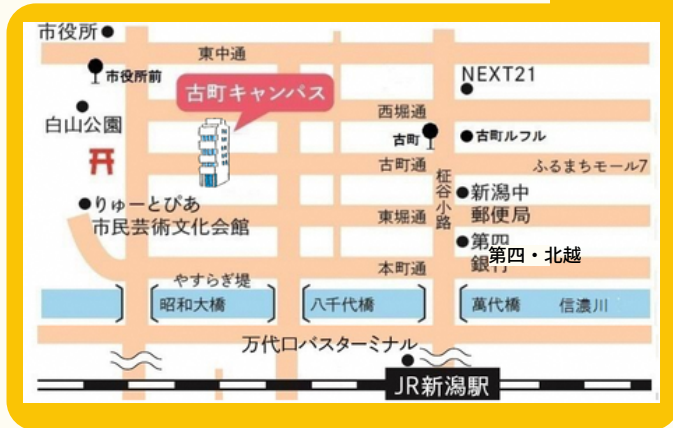 市役所
東中通
市役所前
NEXT21
古町キャンパス
白山公園
西堀通
古町
古町ルフル
古町通
ふるまちモール7
柾谷小路
りゅーとぴあ
市民芸術文化会館
東堀通
新潟中
郵便局
第四
銀行
第四・北越
本町通
やすらぎ堤
昭和大橋
八千代橋
萬代橋
信濃川
万代口バスターミナル
JR新潟駅